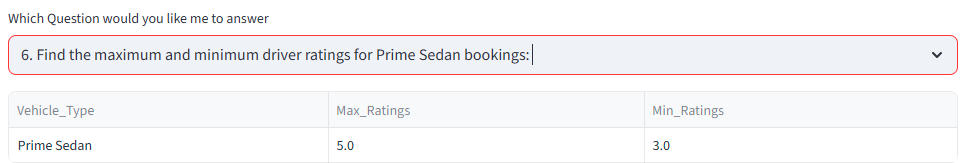 Which Question would you like me to answer
6. Find the maximum and minimum driver ratings for Prime Sedan bookings:
Vehicle_Type Max_Ratings Min_Ratings
Prime Sedan 5.0 3.0